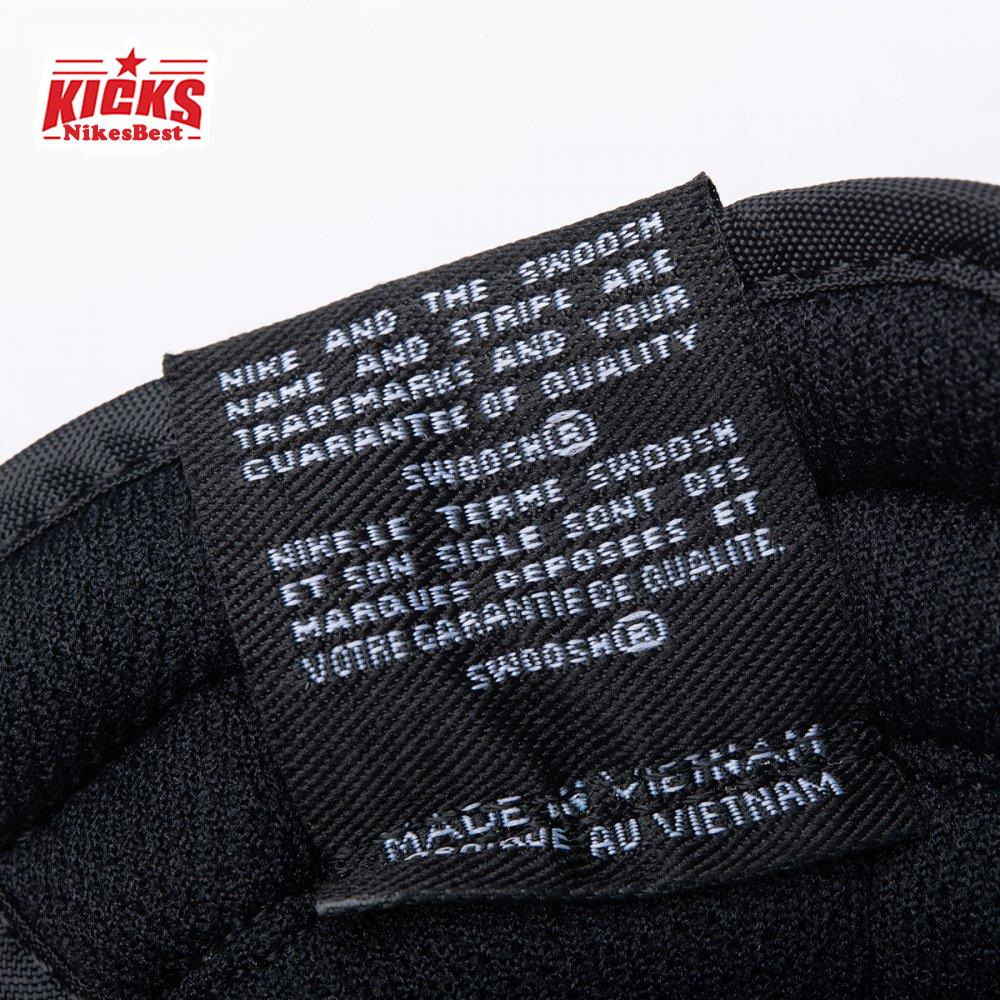 KICKS
NikesBest
NIKE AND THE SWOOSH
NAME AND STRIPE ARE
TRADEMARKS AND YOUR
GUARANTEE OF QUALITY
SWOOSH®
NIKE.LE TERME SWOOSH
ET SON SIGLE SONT DES
MARQUES DEPOSEES ET
VOTRE GARANTIE DE QUALITE.
SWOOSH®
MADE IN VIETNAM
AU VIETNAM